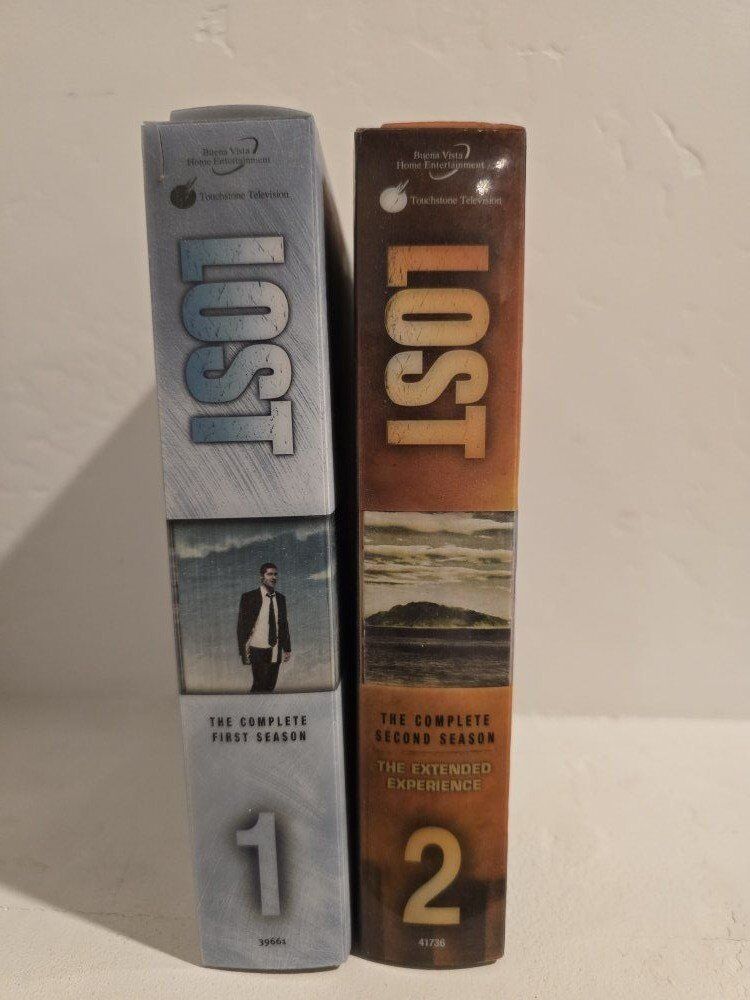 Buena Vista
Home Entertainment
Touchstone Television
LOST
THE COMPLETE
FIRST SEASON
1
39661
Buena Vista
Home Entertainment
Touchstone Television
LOST
THE COMPLETE
SECOND SEASON
THE EXTENDED
EXPERIENCE
2
41736